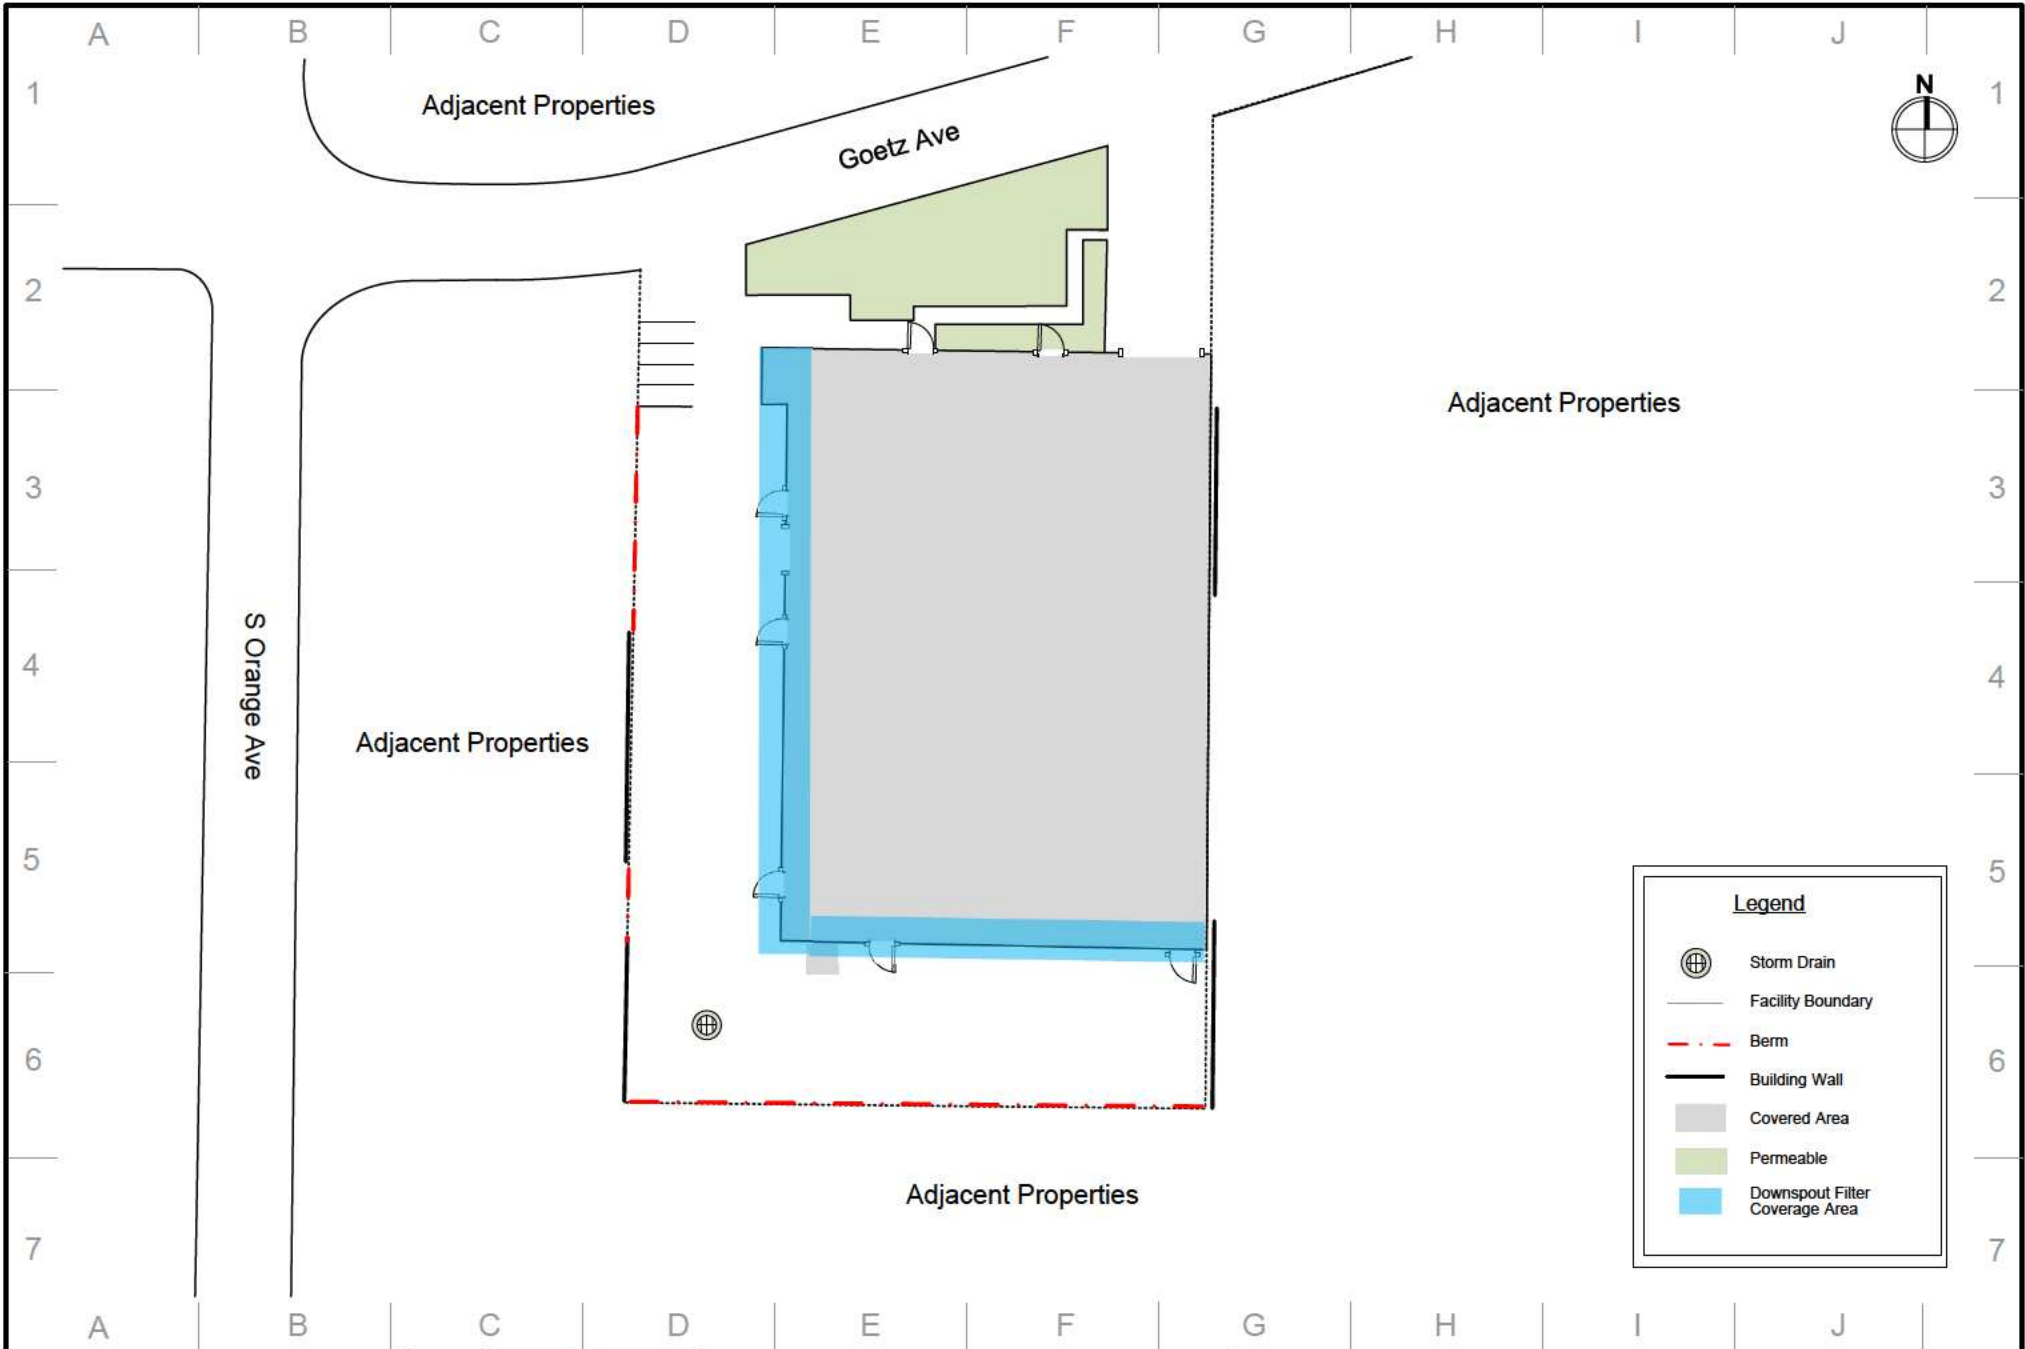 A B C D E F G H I J
1 1
N
Adjacent Properties
Goetz Ave
2 2
Adjacent Properties
3 3
S Orange Ave
4 4
Adjacent Properties
5 5
Legend
Storm Drain
Facility Boundary
Berm
Building Wall
Covered Area
Permeable
Downspout Filter
Coverage Area
6 6
Adjacent Properties
7 7
A B C D E F G H I J